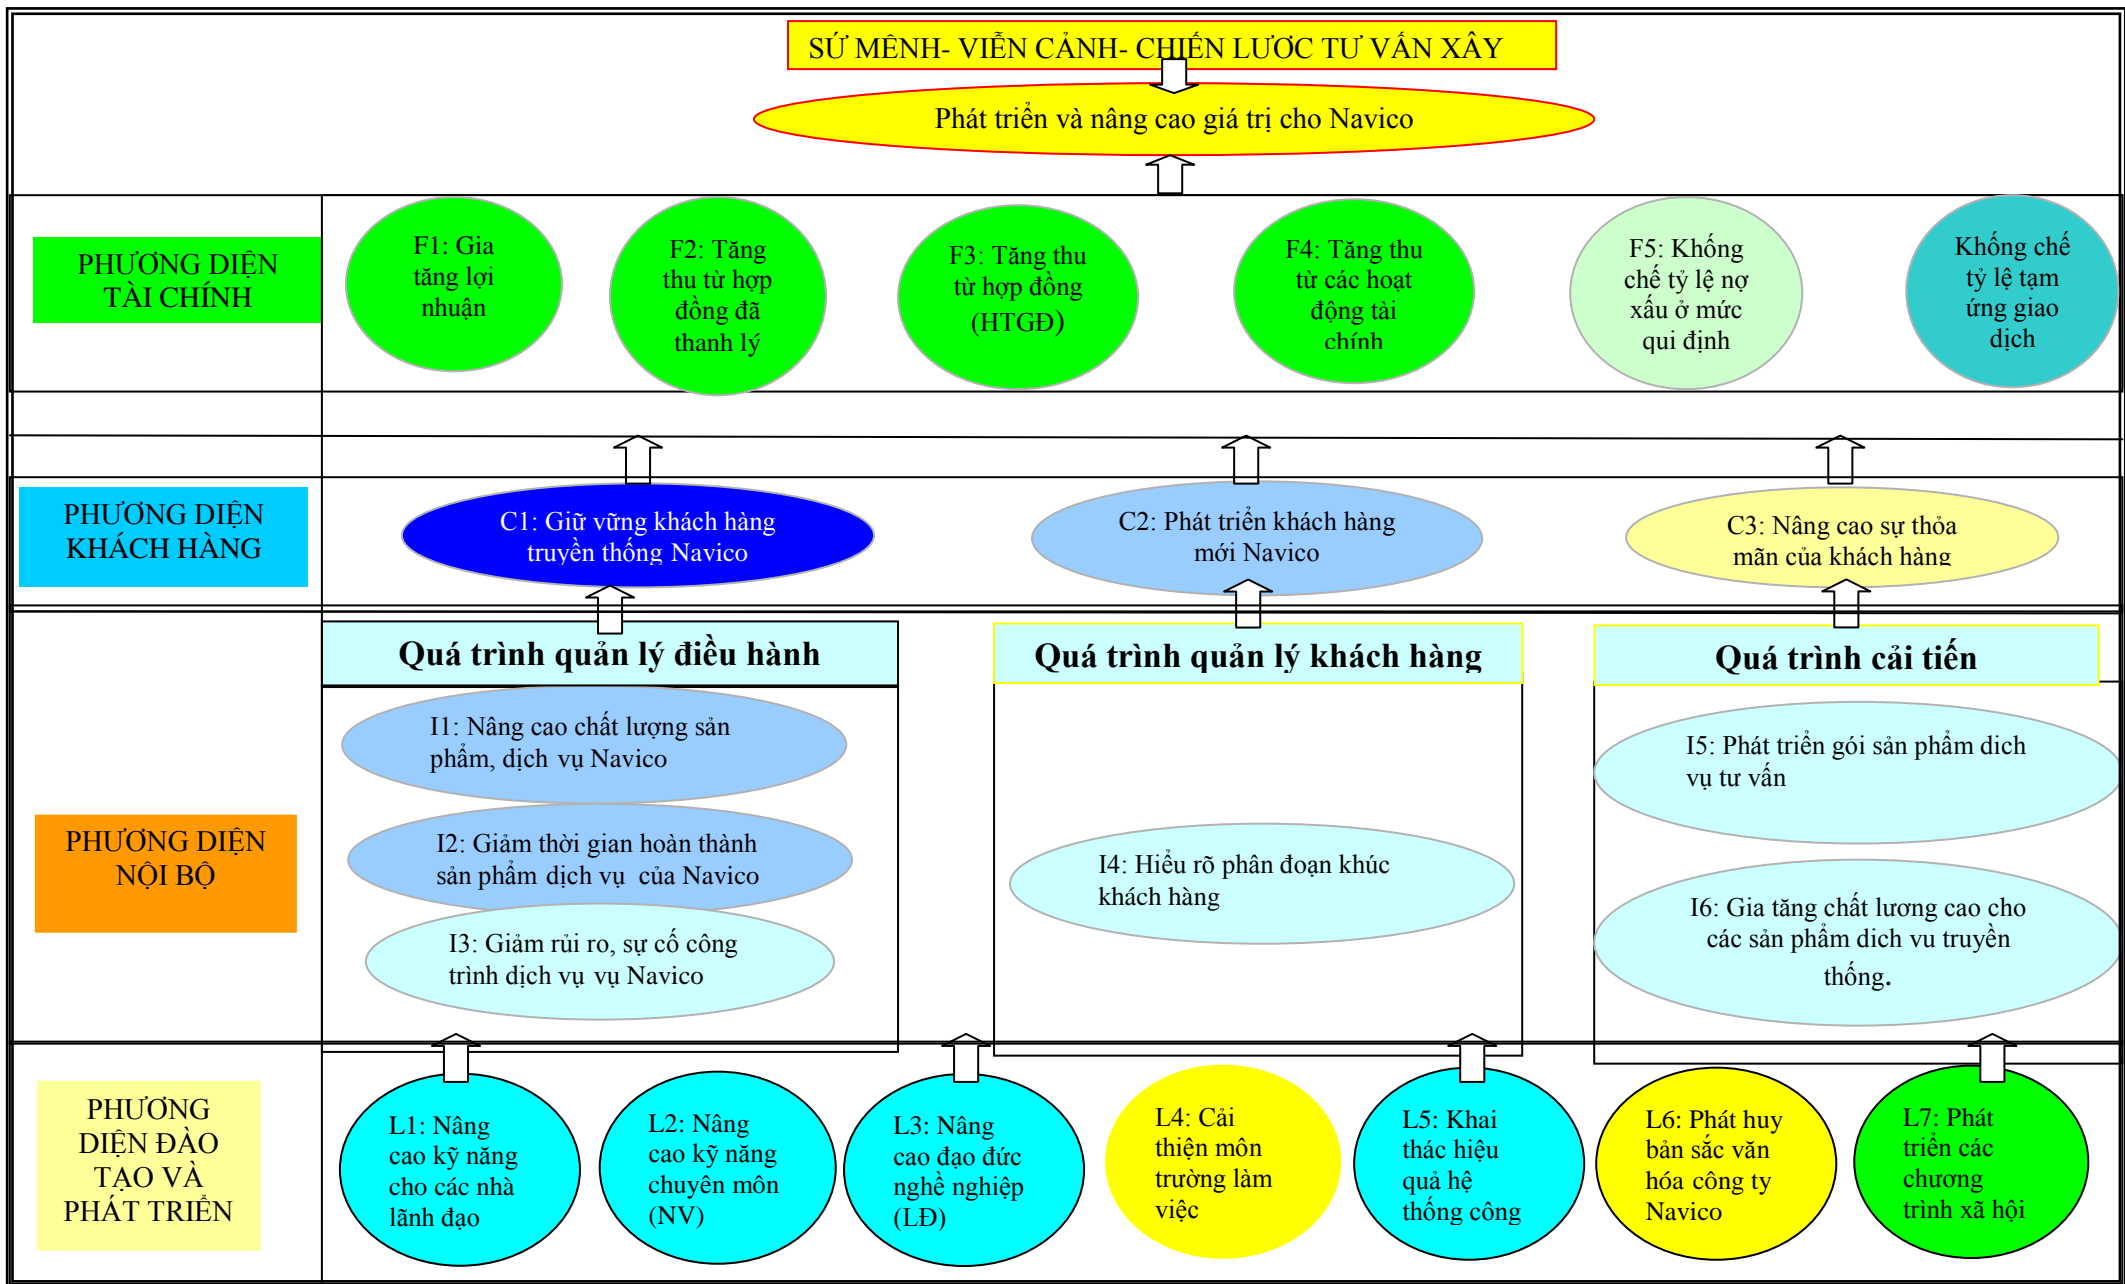 SỨ MÊNH- VIỄN CẢNH- CHIẾN LƯƠC TƯ VẤN XÂY
Phát triển và nâng cao giá trị cho Navico
PHƯƠNG DIỆN
TÀI CHÍNH
F1: Gia
tăng lợi
nhuận
F2: Tăng
thu từ hợp
đồng đã
thanh lý
F3: Tăng thu
từ hợp đồng
(HTGĐ)
F4: Tăng thu
từ các hoạt
động tài
chính
F5: Khống
chế tỷ lệ nợ
xấu ở mức
qui định
Khống chế
tỷ lệ tạm
ứng giao
dịch
PHƯƠNG DIỆN
KHÁCH HÀNG
C1: Giữ vững khách hàng
truyền thống Navico
C2: Phát triển khách hàng
mới Navico
C3: Nâng cao sự thỏa
mãn của khách hàng
PHƯƠNG DIỆN
NỘI BỘ
Quá trình quản lý điều hành
I1: Nâng cao chất lượng sản
phẩm, dịch vụ Navico
I2: Giảm thời gian hoàn thành
sản phẩm dịch vụ của Navico
I3: Giảm rủi ro, sự cố công
trình dịch vụ vụ Navico
Quá trình quản lý khách hàng
I4: Hiểu rõ phân đoạn khúc
khách hàng
Quá trình cải tiến
I5: Phát triển gói sản phẩm dich
vụ tư vấn
I6: Gia tăng chất lương cao cho
các sản phẩm dich vu truyền
thống.
PHƯƠNG
DIỆN ĐÀO
TẠO VÀ
PHÁT TRIỂN
L1: Nâng
cao kỹ năng
cho các nhà
lãnh đạo
L2: Nâng
cao kỹ năng
chuyên môn
(NV)
L3: Nâng
cao đạo đức
nghề nghiệp
(LĐ)
L4: Cải
thiện môn
trường làm
việc
L5: Khai
thác hiệu
quả hệ
thống công
L6: Phát huy
bản sắc văn
hóa công ty
Navico
L7: Phát
triển các
chương
trình xã hội